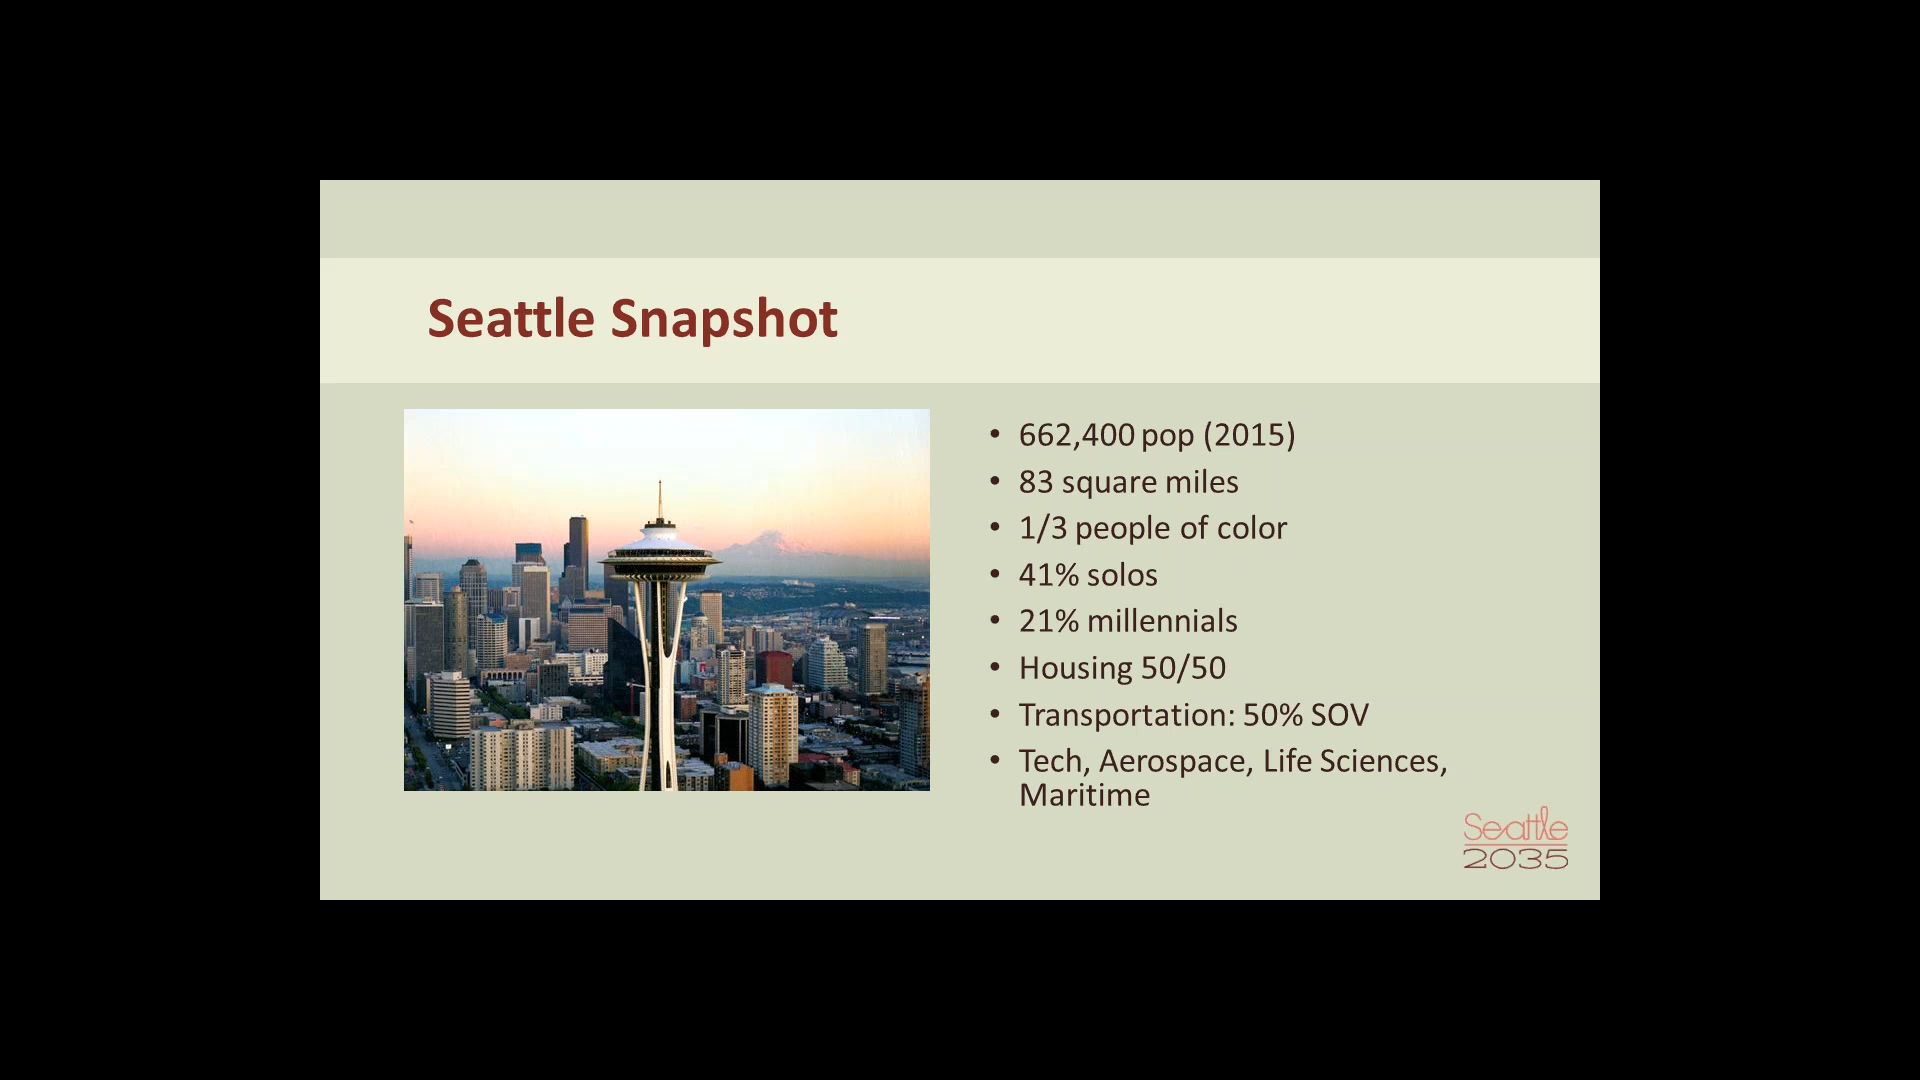 Seattle Snapshot
• 662,400 pop (2015)
• 83 square miles
• 1/3 people of color
• 41% solos
• 21% millennials
• Housing 50/50
• Transportation: 50% SOV
• Tech, Aerospace, Life Sciences,
Maritime
Seattle
2035